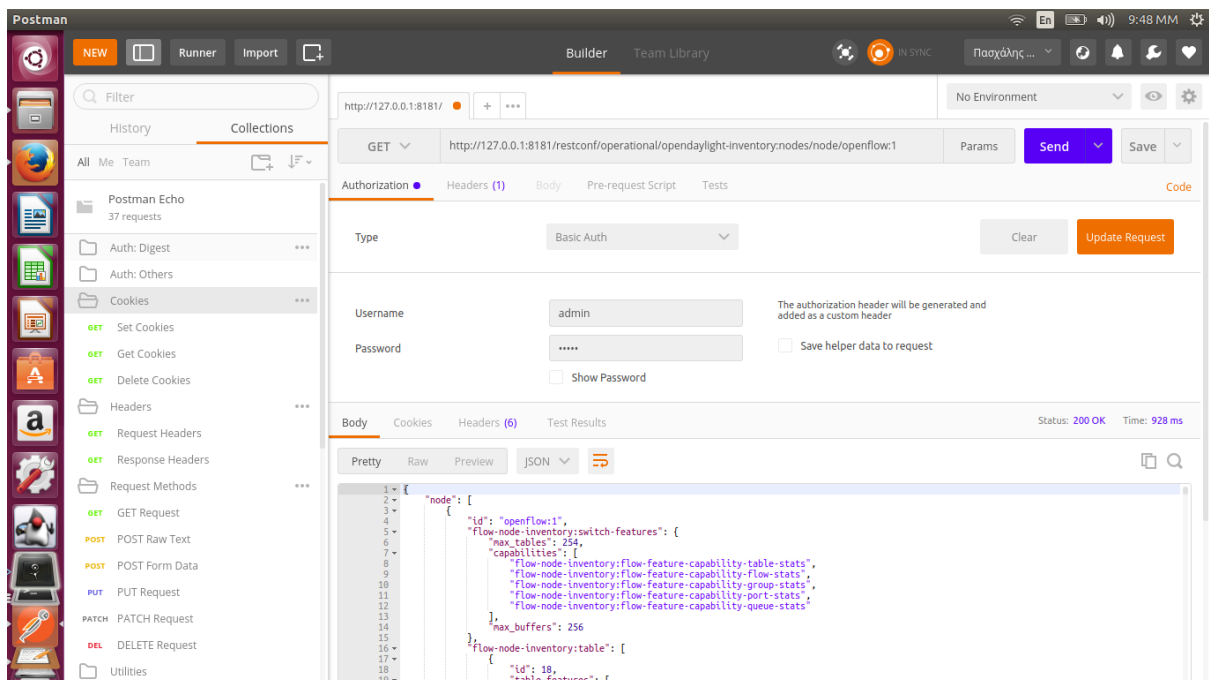 Postman
En
9:48 ΜΜ
NEW
Runner
Import
Builder
Team Library
IN SYNC
Πασχάλης ...
Filter
History
Collections
All Me Team
Postman Echo
37 requests
Auth: Digest
Auth: Others
Cookies
GET Set Cookies
GET Get Cookies
GET Delete Cookies
Headers
GET Request Headers
GET Response Headers
Request Methods
GET GET Request
POST POST Raw Text
POST POST Form Data
PUT PUT Request
PATCH PATCH Request
DEL DELETE Request
Utilities
http://127.0.0.1:8181/
+
No Environment
GET
http://127.0.0.1:8181/restconf/operational/opendaylight-inventory:nodes/node/openflow:1
Params
Send
Save
Authorization
Headers (1)
Body
Pre-request Script
Tests
Code
Type
Basic Auth
Clear
Update Request
Username
admin
The authorization header will be generated and
added as a custom header
Password
•••••
Save helper data to request
Show Password
Body
Cookies
Headers (6)
Test Results
Status: 200 OK
Time: 928 ms
Pretty
Raw
Preview
JSON
1 {
2 "node": [
3 {
4 "id": "openflow:1",
5 "flow-node-inventory:switch-features": {
6 "max_tables": 254,
7 "capabilities": [
8 "flow-node-inventory:flow-feature-capability-table-stats",
9 "flow-node-inventory:flow-feature-capability-flow-stats",
10 "flow-node-inventory:flow-feature-capability-group-stats",
11 "flow-node-inventory:flow-feature-capability-port-stats",
12 "flow-node-inventory:flow-feature-capability-queue-stats"
13 ],
14 "max_buffers": 256
15 },
16 "flow-node-inventory:table": [
17 {
18 "id": 18,
19 "table-features": [